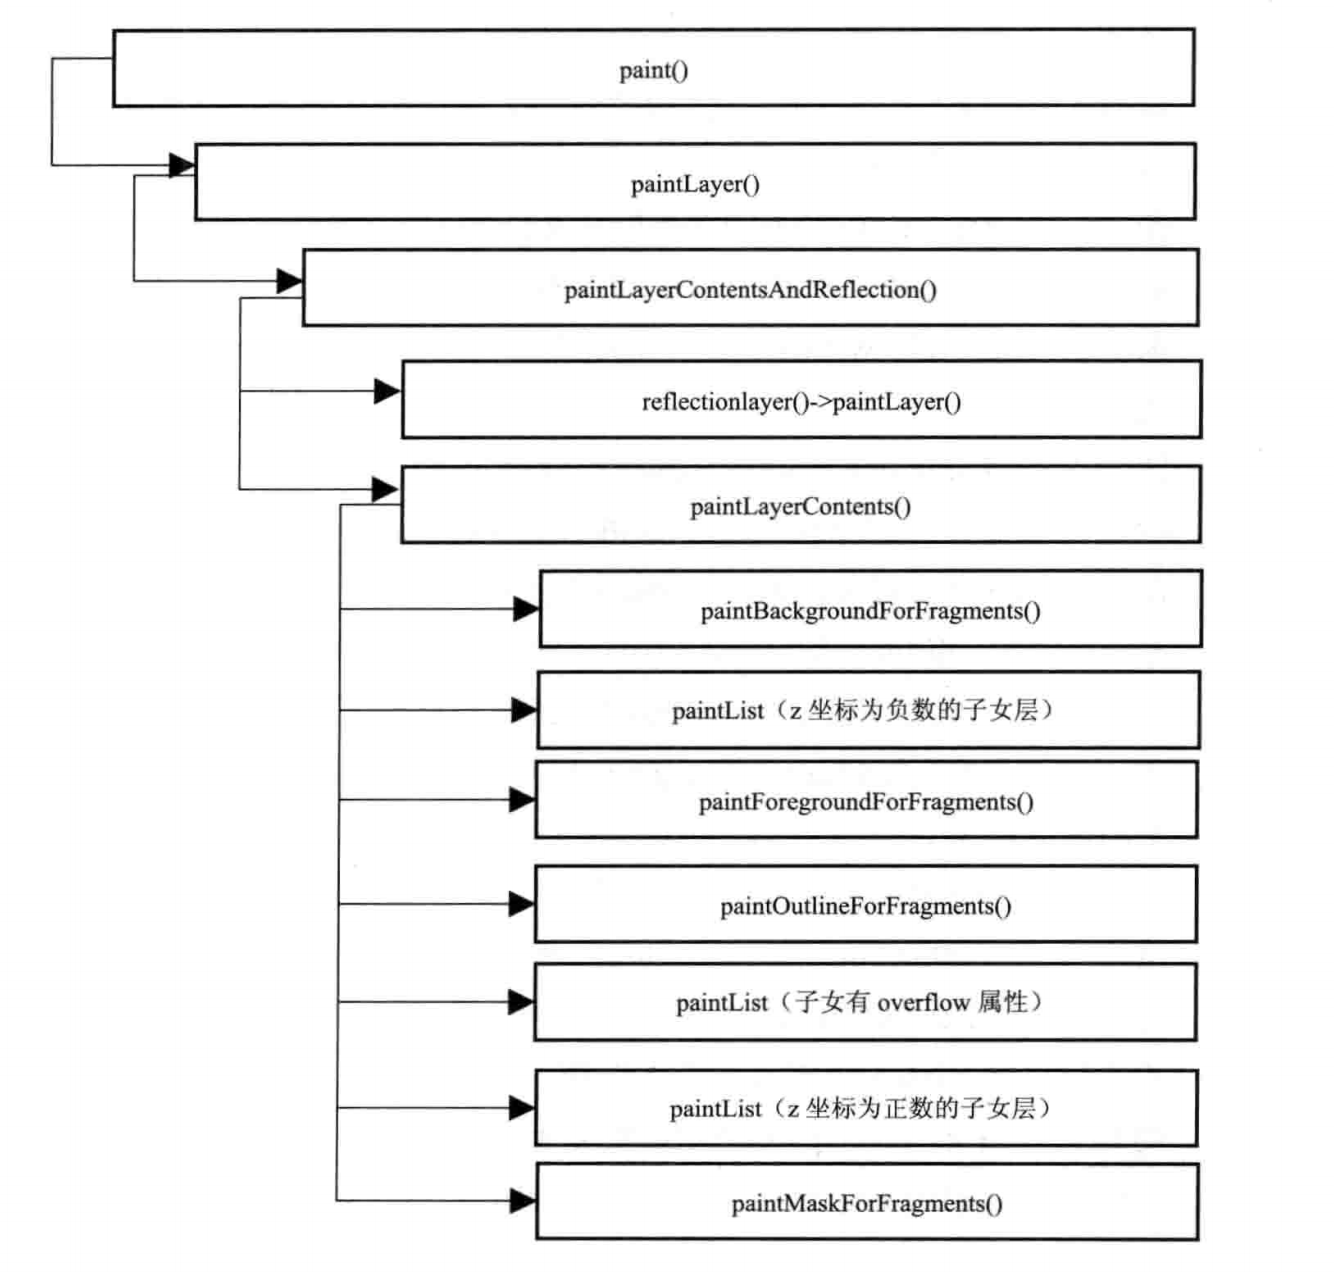 paint()
paintLayer()
paintLayerContentsAndReflection()
reflectionlayer()->paintLayer()
paintLayerContents()
paintBackgroundForFragments()
paintList（z 坐标为负数的子女层）
paintForegroundForFragments()
paintOutlineForFragments()
paintList（子女有 overflow 属性）
paintList（z 坐标为正数的子女层）
paintMaskForFragments()